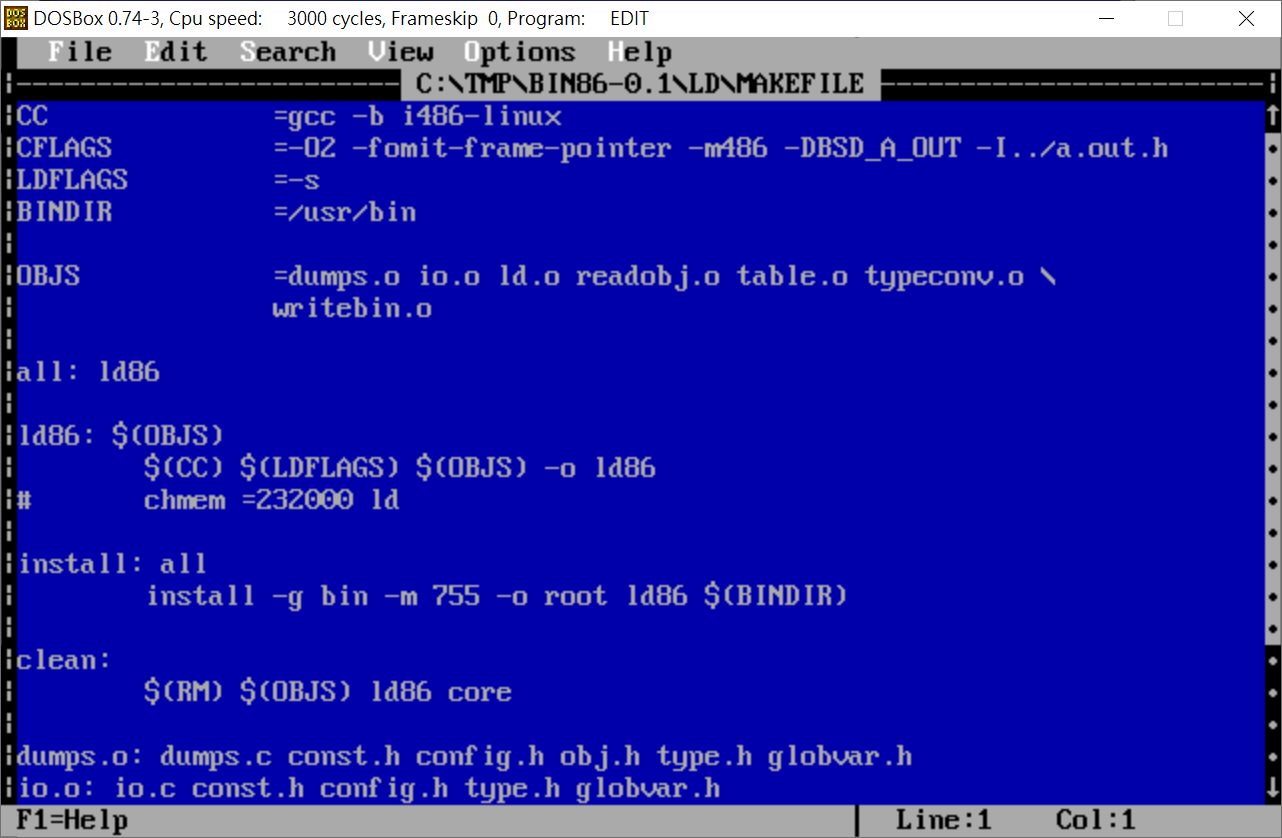 DOS BOX DOSBox 0.74-3, Cpu speed: 3000 cycles, Frameskip 0, Program: EDIT
File Edit Search View Options Help
C:\TMP\BIN86-0.1\LD\MAKEFILE
CC =gcc -b i486-linux
CFLAGS =-O2 -fomit-frame-pointer -m486 -DBSD_A_OUT -I../a.out.h
LDFLAGS =-s
BINDIR =/usr/bin
OBJS =dumps.o io.o ld.o readobj.o table.o typeconv.o \
writebin.o
all: ld86
ld86: $(OBJS)
$(CC) $(LDFLAGS) $(OBJS) -o ld86
# chmem =232000 ld
install: all
install -g bin -m 755 -o root ld86 $(BINDIR)
clean:
$(RM) $(OBJS) ld86 core
dumps.o: dumps.c const.h config.h obj.h type.h globvar.h
io.o: io.c const.h config.h type.h globvar.h
F1=Help Line:1 Col:1